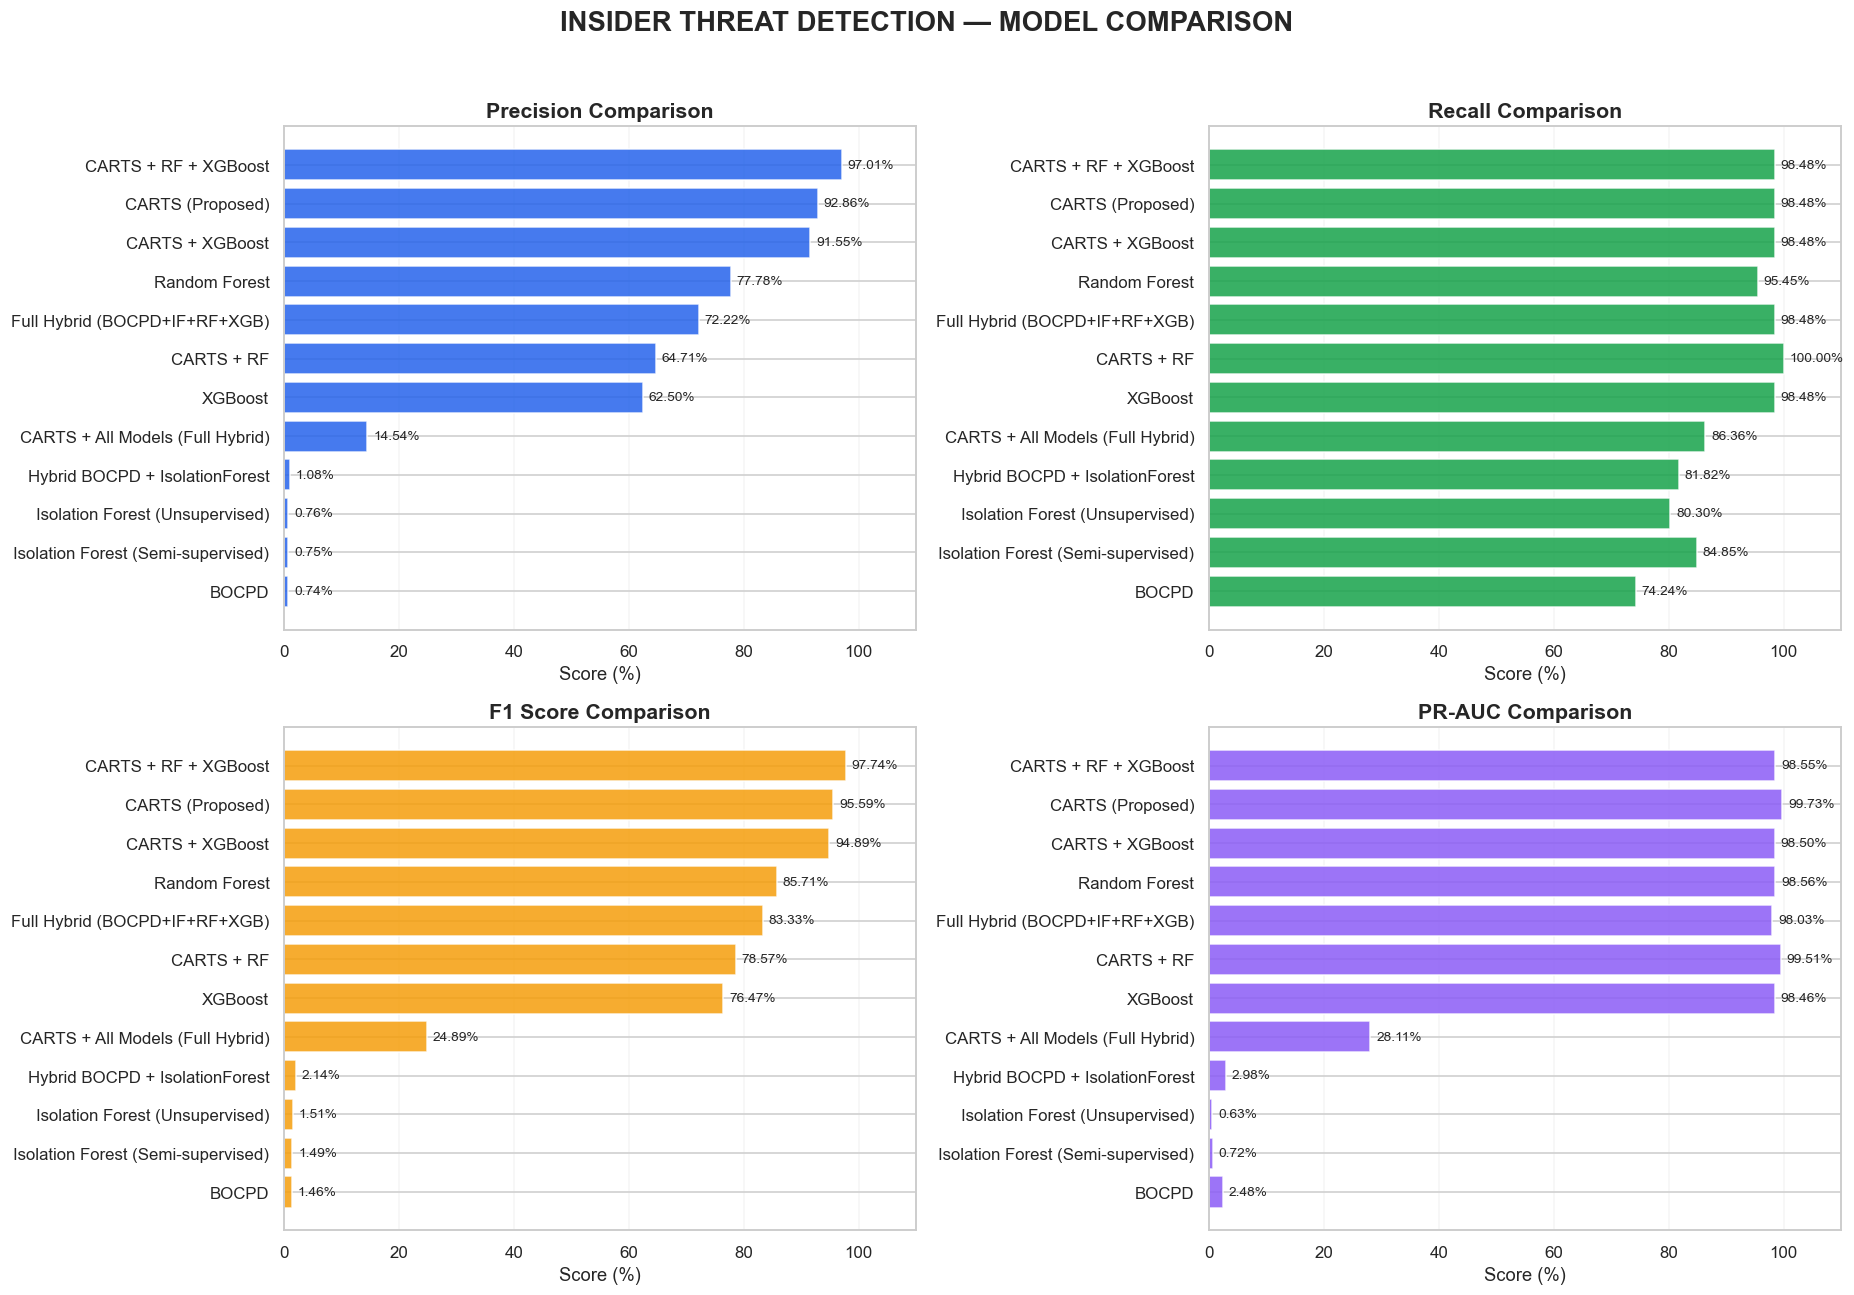 INSIDER THREAT DETECTION — MODEL COMPARISON
Precision Comparison
CARTS + RF + XGBoost 97.01%
CARTS (Proposed) 92.86%
CARTS + XGBoost 91.55%
Random Forest 77.78%
Full Hybrid (BOCPD+IF+RF+XGB) 72.22%
CARTS + RF 64.71%
XGBoost 62.50%
CARTS + All Models (Full Hybrid) 14.54%
Hybrid BOCPD + IsolationForest 1.08%
Isolation Forest (Unsupervised) 0.76%
Isolation Forest (Semi-supervised) 0.75%
BOCPD 0.74%
0 20 40 60 80 100
Score (%)
Recall Comparison
CARTS + RF + XGBoost 98.48%
CARTS (Proposed) 98.48%
CARTS + XGBoost 98.48%
Random Forest 95.45%
Full Hybrid (BOCPD+IF+RF+XGB) 98.48%
CARTS + RF 100.00%
XGBoost 98.48%
CARTS + All Models (Full Hybrid) 86.36%
Hybrid BOCPD + IsolationForest 81.82%
Isolation Forest (Unsupervised) 80.30%
Isolation Forest (Semi-supervised) 84.85%
BOCPD 74.24%
0 20 40 60 80 100
Score (%)
F1 Score Comparison
CARTS + RF + XGBoost 97.74%
CARTS (Proposed) 95.59%
CARTS + XGBoost 94.89%
Random Forest 85.71%
Full Hybrid (BOCPD+IF+RF+XGB) 83.33%
CARTS + RF 78.57%
XGBoost 76.47%
CARTS + All Models (Full Hybrid) 24.89%
Hybrid BOCPD + IsolationForest 2.14%
Isolation Forest (Unsupervised) 1.51%
Isolation Forest (Semi-supervised) 1.49%
BOCPD 1.46%
0 20 40 60 80 100
Score (%)
PR-AUC Comparison
CARTS + RF + XGBoost 98.55%
CARTS (Proposed) 99.73%
CARTS + XGBoost 98.50%
Random Forest 98.56%
Full Hybrid (BOCPD+IF+RF+XGB) 98.03%
CARTS + RF 99.51%
XGBoost 98.46%
CARTS + All Models (Full Hybrid) 28.11%
Hybrid BOCPD + IsolationForest 2.98%
Isolation Forest (Unsupervised) 0.63%
Isolation Forest (Semi-supervised) 0.72%
BOCPD 2.48%
0 20 40 60 80 100
Score (%)